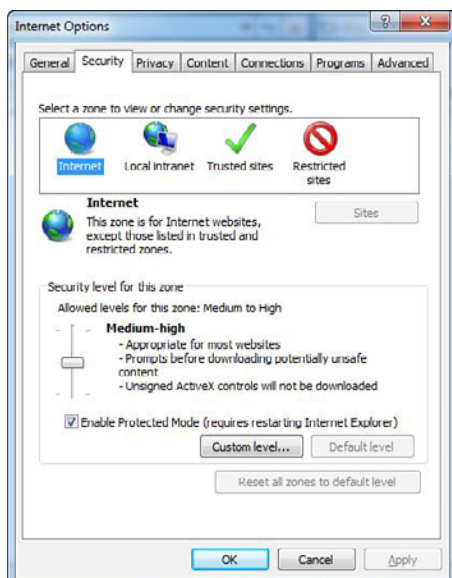 Internet Options
General Security Privacy Content Connections Programs Advanced
Select a zone to view or change security settings.
Internet Local intranet Trusted sites Restricted
sites
Internet
Sites
This zone is for Internet websites,
except those listed in trusted and
restricted zones.
Security level for this zone
Allowed levels for this zone: Medium to High
Medium-high
- Appropriate for most websites
- Prompts before downloading potentially unsafe
content
- Unsigned ActiveX controls will not be downloaded
Enable Protected Mode (requires restarting Internet Explorer)
Custom level... Default level
Reset all zones to default level
OK Cancel Apply